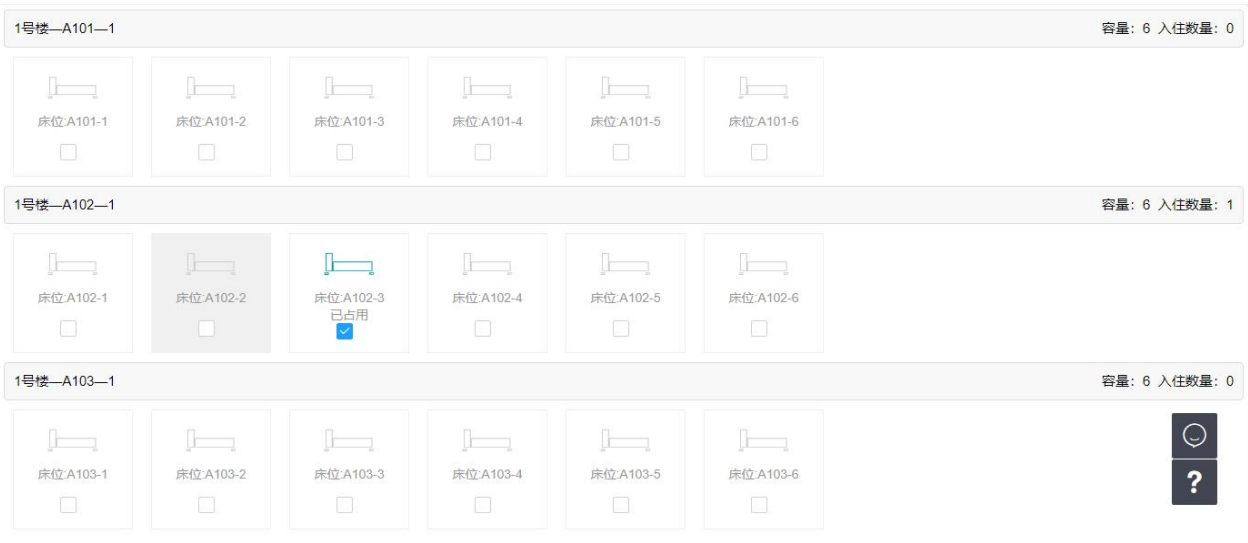 1号楼—A101—1 容量：6 入住数量：0
床位:A101-1 床位:A101-2 床位:A101-3 床位:A101-4 床位:A101-5 床位:A101-6
1号楼—A102—1 容量：6 入住数量：1
床位:A102-1 床位:A102-2 床位:A102-3 床位:A102-4 床位:A102-5 床位:A102-6
已占用
1号楼—A103—1 容量：6 入住数量：0
床位:A103-1 床位:A103-2 床位:A103-3 床位:A103-4 床位:A103-5 床位:A103-6
?